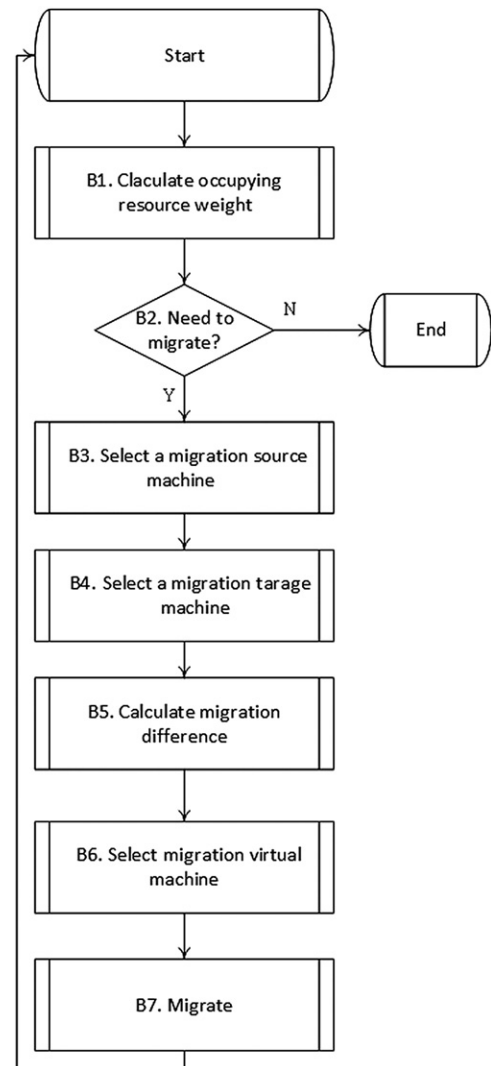 Start
B1. Claculate occupying
resource weight
B2. Need to
migrate?
N
End
Y
B3. Select a migration source
machine
B4. Select a migration tarage
machine
B5. Calculate migration
difference
B6. Select migration virtual
machine
B7. Migrate